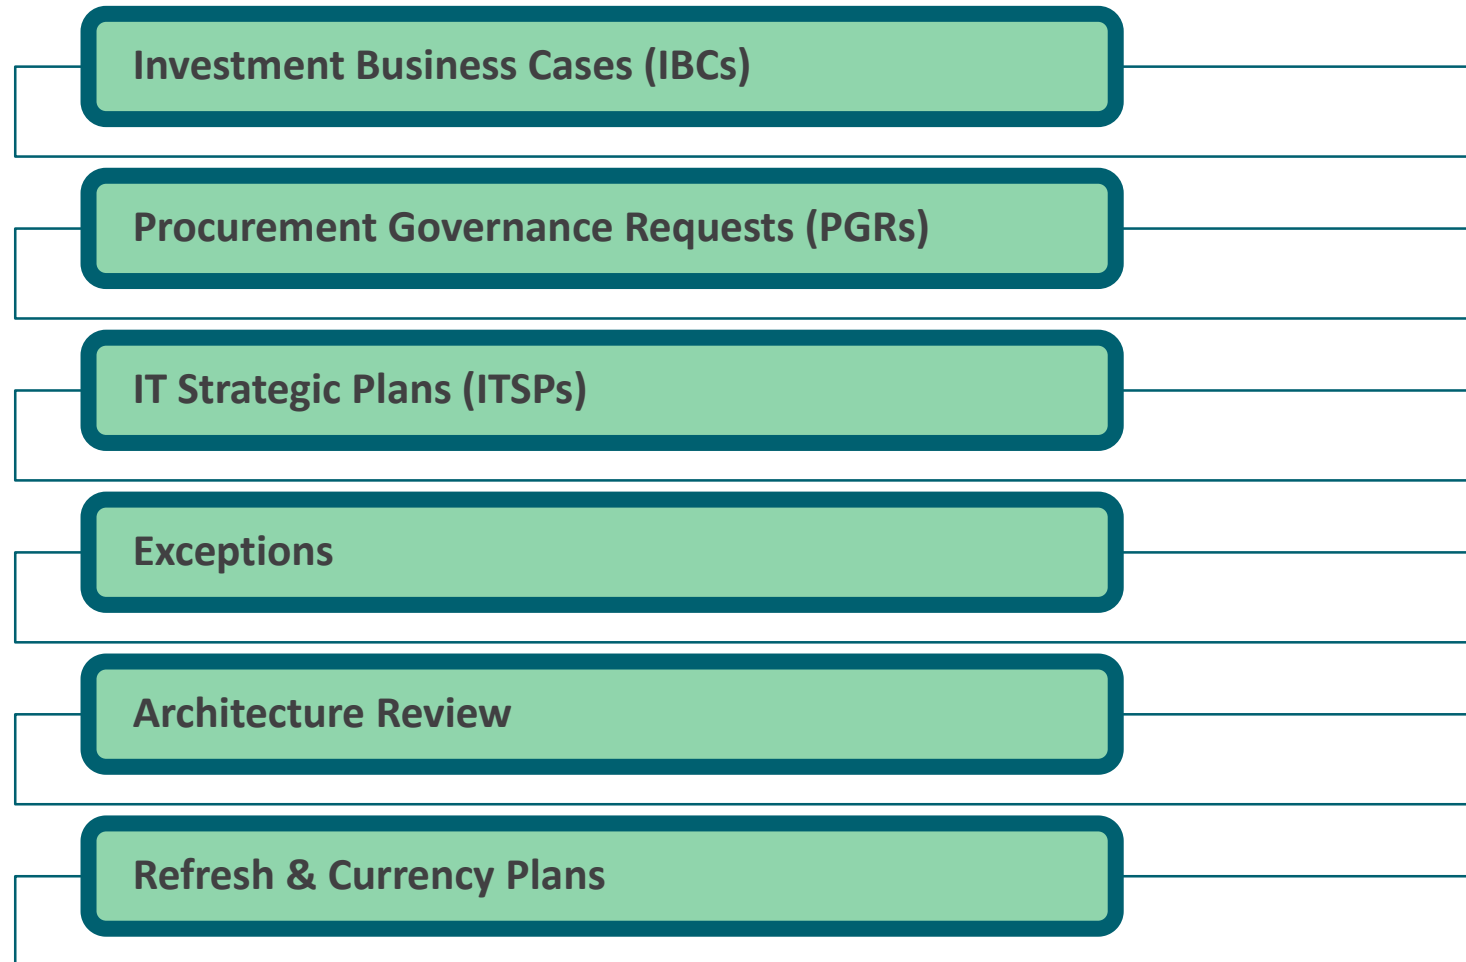 Investment Business Cases (IBCs)
Procurement Governance Requests (PGRs)
IT Strategic Plans (ITSPs)
Exceptions
Architecture Review
Refresh & Currency Plans